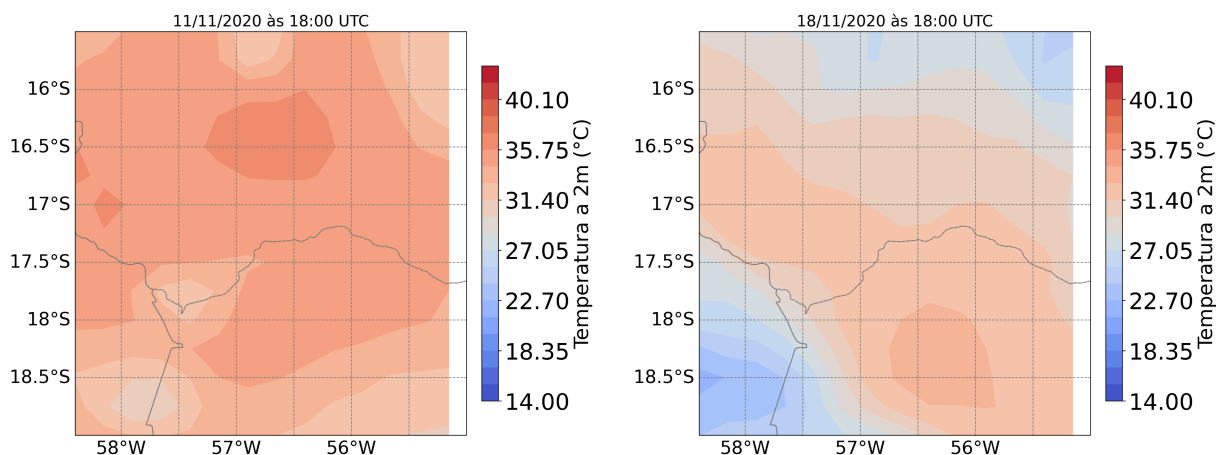 11/11/2020 às 18:00 UTC
16°S
16.5°S
17°S
17.5°S
18°S
18.5°S
58°W
57°W
56°W
40.10
35.75
31.40
27.05
22.70
18.35
14.00
Temperatura a 2m (°C)
18/11/2020 às 18:00 UTC
16°S
16.5°S
17°S
17.5°S
18°S
18.5°S
58°W
57°W
56°W
40.10
35.75
31.40
27.05
22.70
18.35
14.00
Temperatura a 2m (°C)